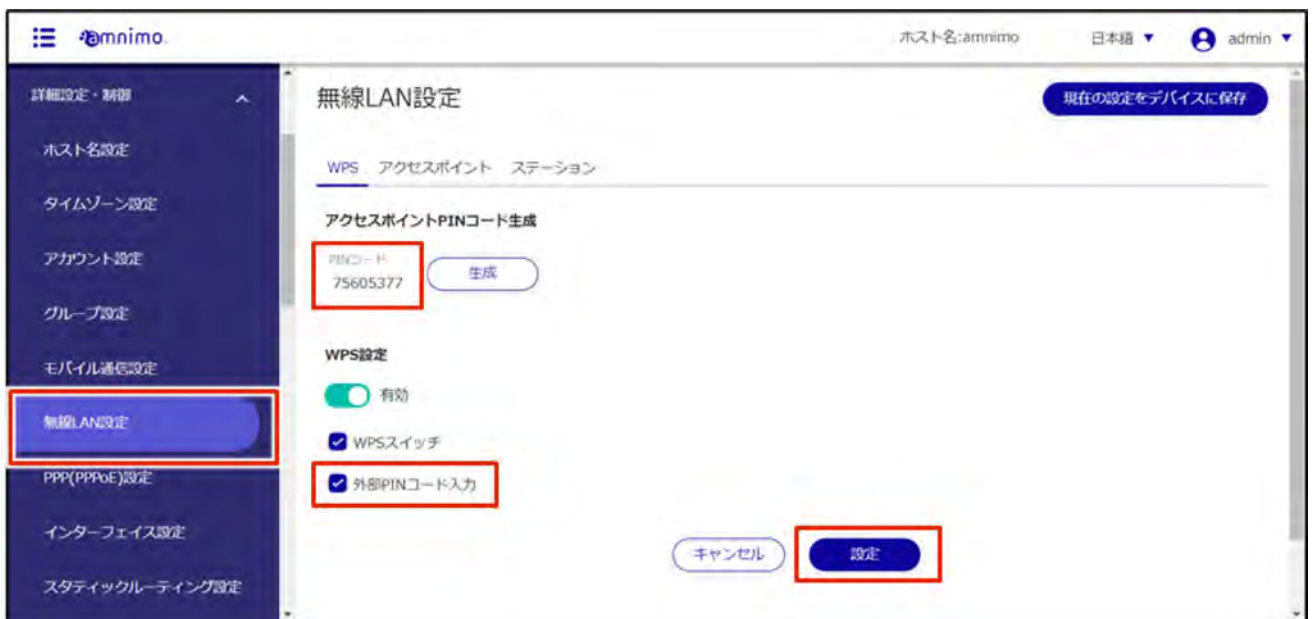 amnimo
ホスト名:amnimo
日本語
admin
詳細設定・制御
ホスト名設定
タイムゾーン設定
アカウント設定
グループ設定
モバイル通信設定
無線LAN設定
PPP(PPPoE)設定
インターフェイス設定
スタティックルーティング設定
無線LAN設定
現在の設定をデバイスに保存
WPS アクセスポイント ステーション
アクセスポイントPINコード生成
PINコード
75605377
生成
WPS設定
有効
WPSスイッチ
外部PINコード入力
キャンセル 設定